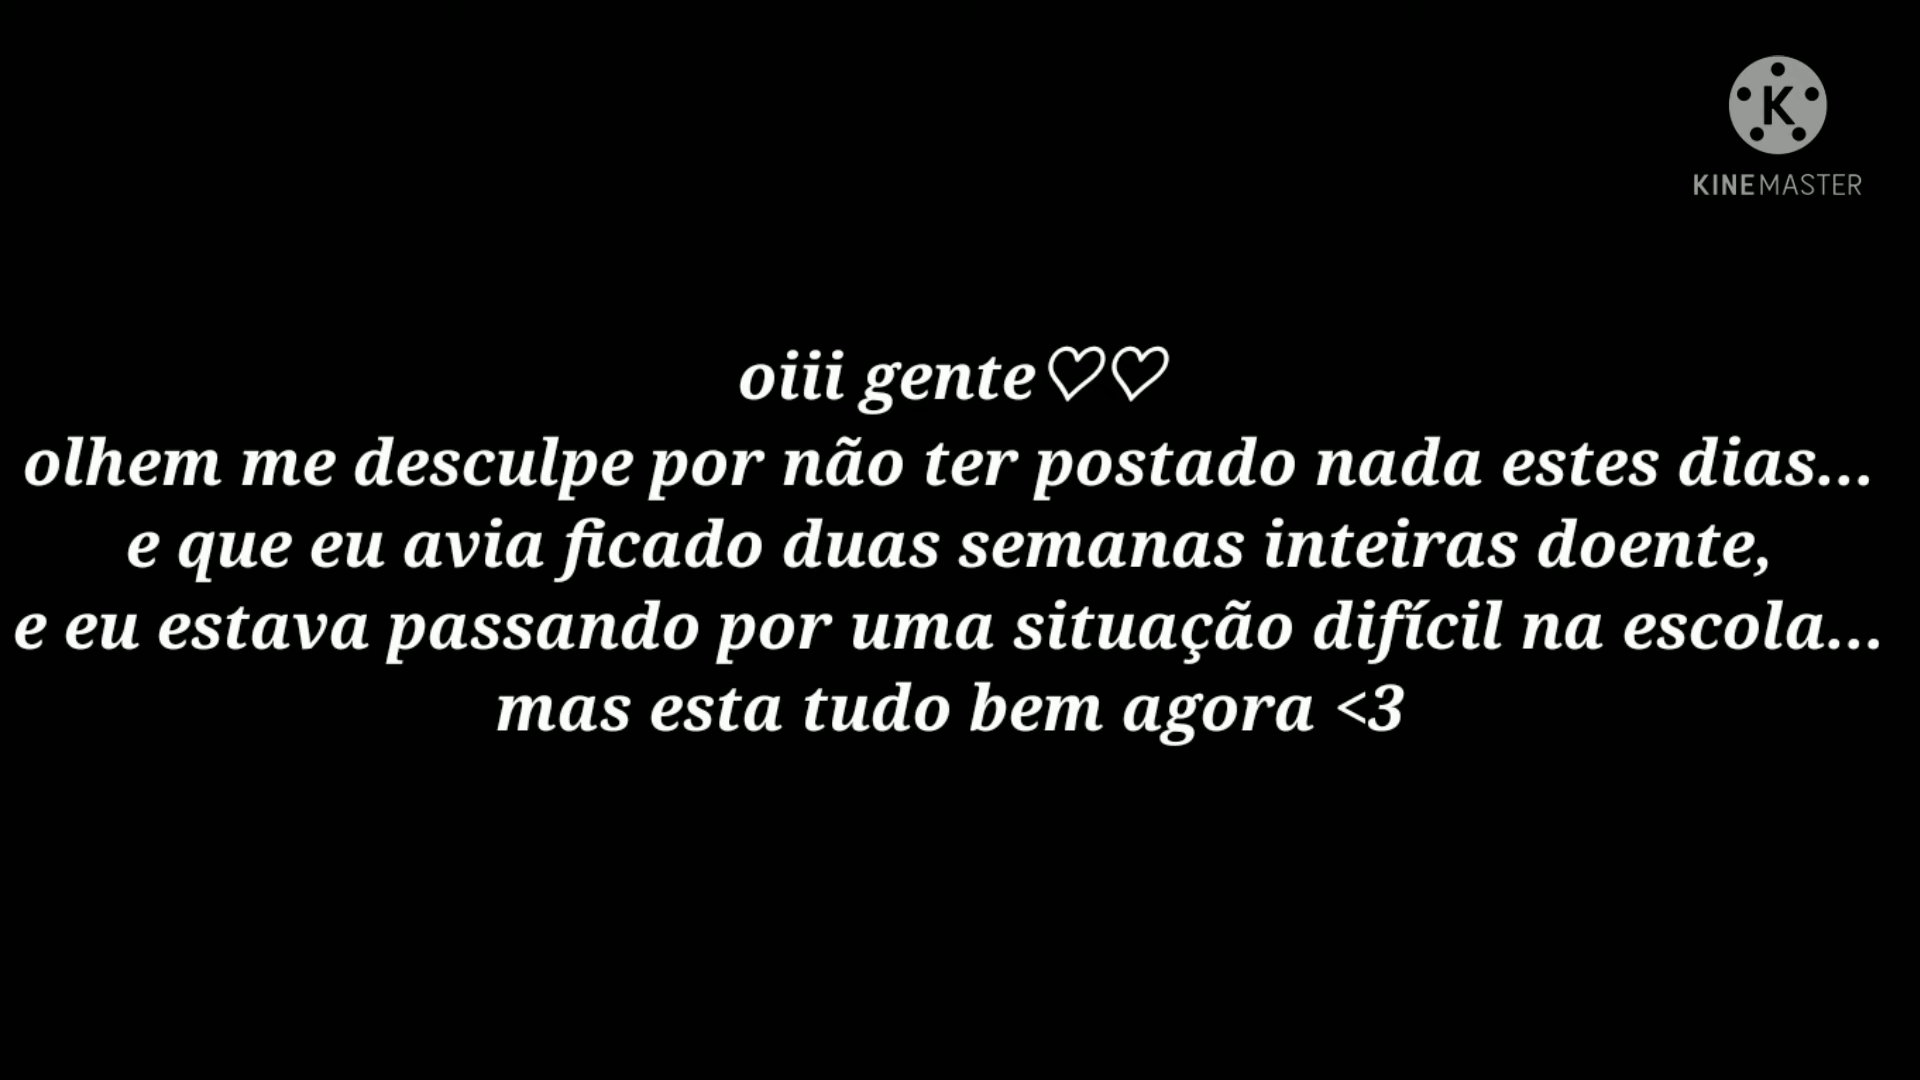 KINEMASTER
oiii gente♡♡
olhem me desculpe por não ter postado nada estes dias...
e que eu avia ficado duas semanas inteiras doente,
e eu estava passando por uma situação difícil na escola...
mas esta tudo bem agora <3